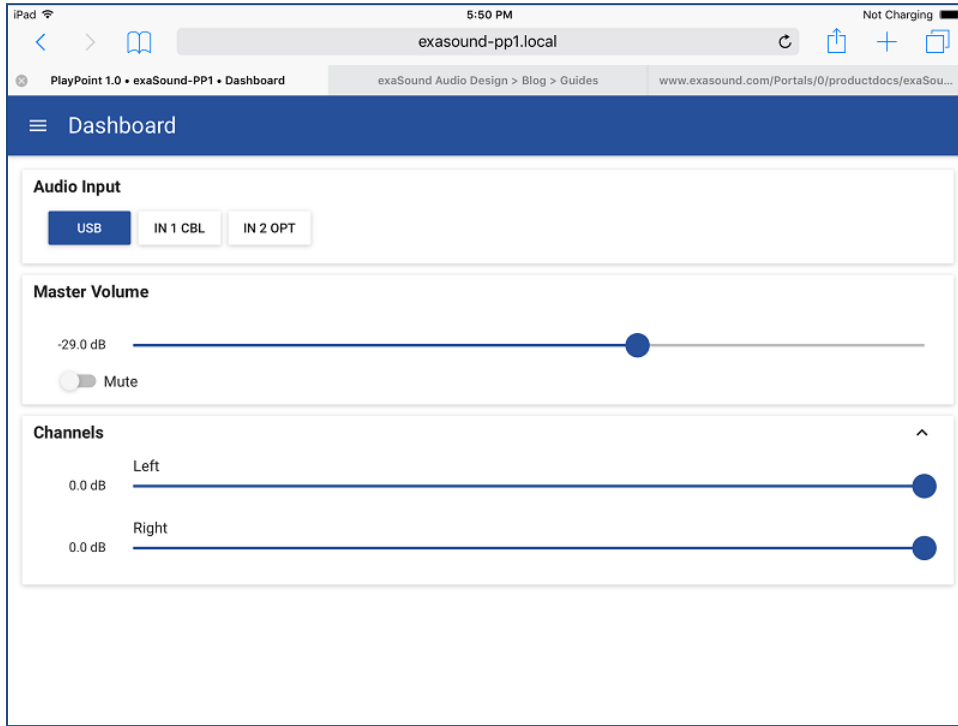 iPad 5:50 PM Not Charging
exasound-pp1.local
PlayPoint 1.0 • exaSound-PP1 • Dashboard exaSound Audio Design > Blog > Guides www.exasound.com/Portals/0/productdocs/exaSou...
Dashboard
Audio Input
USB IN 1 CBL IN 2 OPT
Master Volume
-29.0 dB
Mute
Channels
Left
0.0 dB
Right
0.0 dB